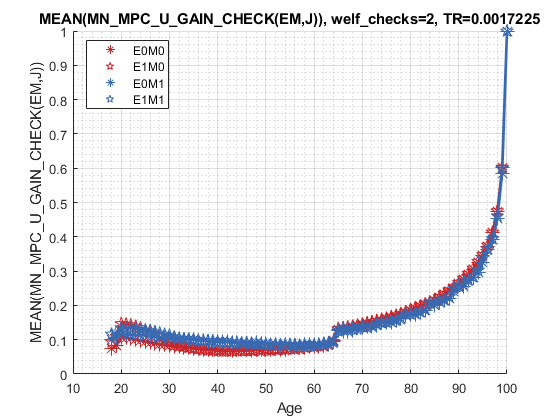 MEAN(MN_MPC_U_GAIN_CHECK(EM,J)), welf_checks=2, TR=0.0017225
1
0.9
0.8
0.7
0.6
0.5
0.4
0.3
0.2
0.1
0
MEAN(MN_MPC_U_GAIN_CHECK(EM,J))
E0M0
E1M0
E0M1
E1M1
10 20 30 40 50 60 70 80 90 100
Age